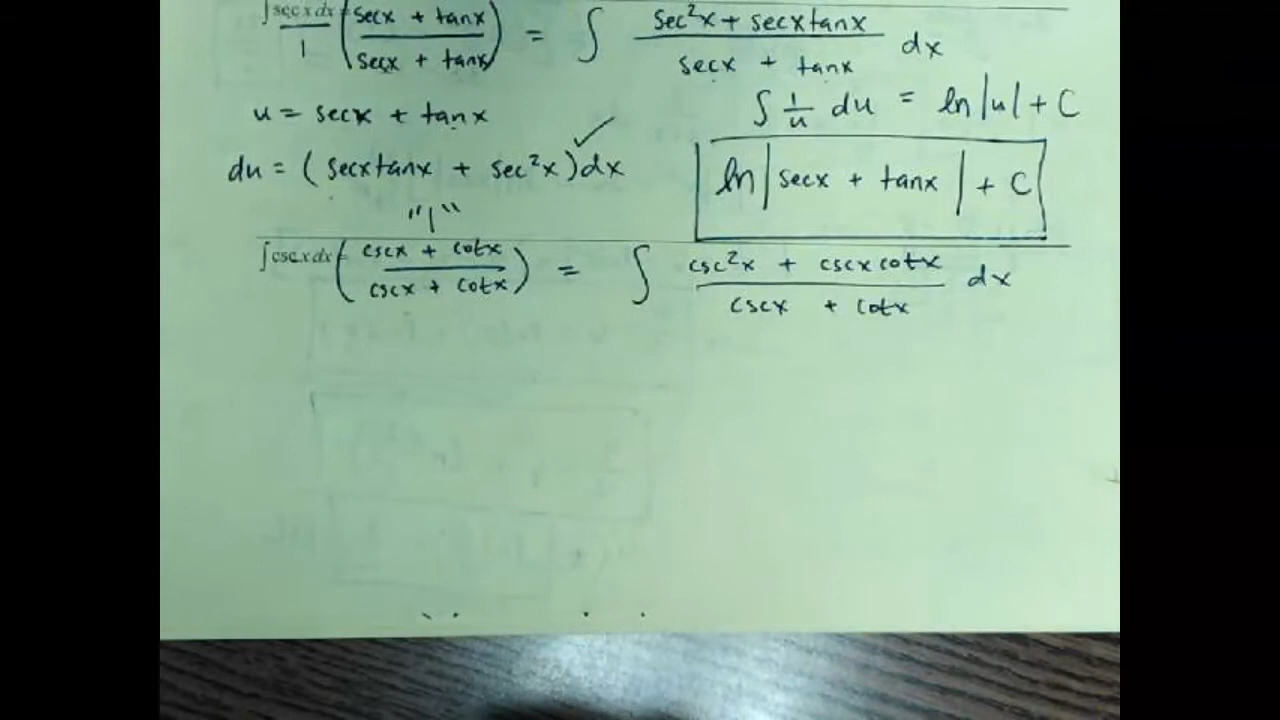 ∫ sec x dx/1 (secx + tanx / secx + tanx) = ∫ sec²x + secxtanx / secx + tanx dx
u = secx + tanx
∫ 1/u du = ln|u| + C
du = (secxtanx + sec²x)dx ✓
ln|secx + tanx| + C
"1"
∫ csc x dx (cscx + cotx / cscx + cotx) = ∫ csc²x + cscxcotx / cscx + cotx dx